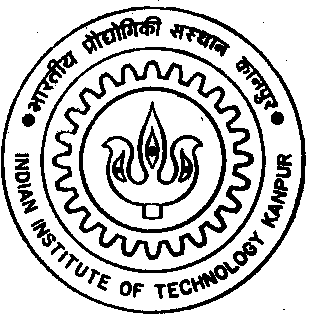 भारतीय प्रौद्योगिकी संस्थान कानपुर
INDIAN INSTITUTE OF TECHNOLOGY KANPUR